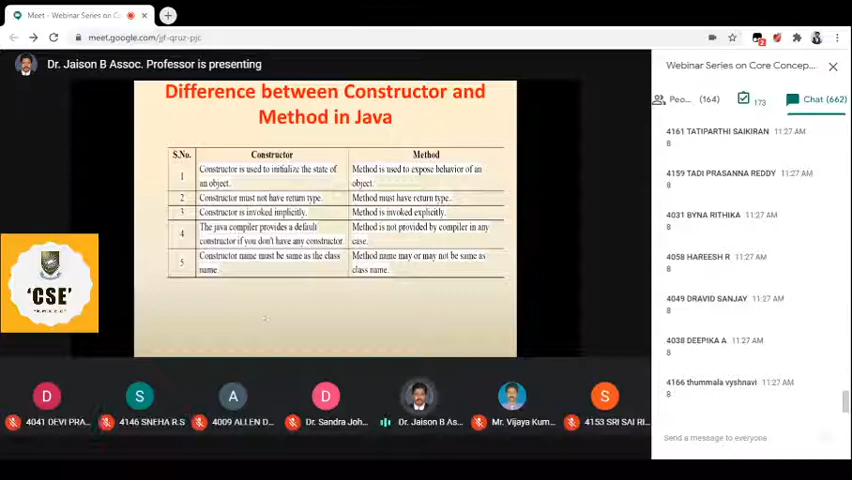 Meet - Webinar Series on C
meet.google.com/jjf-qruz-pjc
Dr. Jaison B Assoc. Professor is presenting
Webinar Series on Core Concep...
Peo... (164)
173
Chat (662)
Difference between Constructor and
Method in Java
S.No. Constructor Method
1 Constructor is used to initialize the state of an object. Method is used to expose behavior of an object.
2 Constructor must not have return type. Method must have return type.
3 Constructor is invoked implicitly. Method is invoked explicitly.
4 The java compiler provides a default constructor if you don't have any constructor. Method is not provided by compiler in any case.
5 Constructor name must be same as the class name. Method name may or may not be same as class name.
'CSE'
4161 TATIPARTHI SAIKIRAN 11:27 AM
8
4159 TADI PRASANNA REDDY 11:27 AM
8
4031 BYNA RITHIKA 11:27 AM
8
4058 HAREESH R 11:27 AM
8
4049 DRAVID SANJAY 11:27 AM
8
4038 DEEPIKA A 11:27 AM
8
4166 thummala vyshnavi 11:27 AM
8
Send a message to everyone
D
S
A
D
S
4041 DEVI PRA...
4146 SNEHA R.S
4009 ALLEN D...
Dr. Sandra Joh...
Dr. Jaison B As...
Mr. Vijaya Kum...
4153 SRI SAI RI...